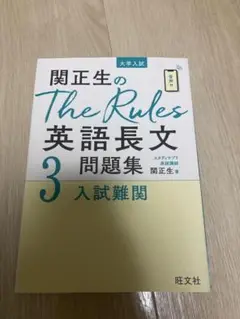 大学入試
関正生の
The Rules
英語長文
問題集
3 入試難関
スタディサプリ
英語講師
関正生 著
旺文社